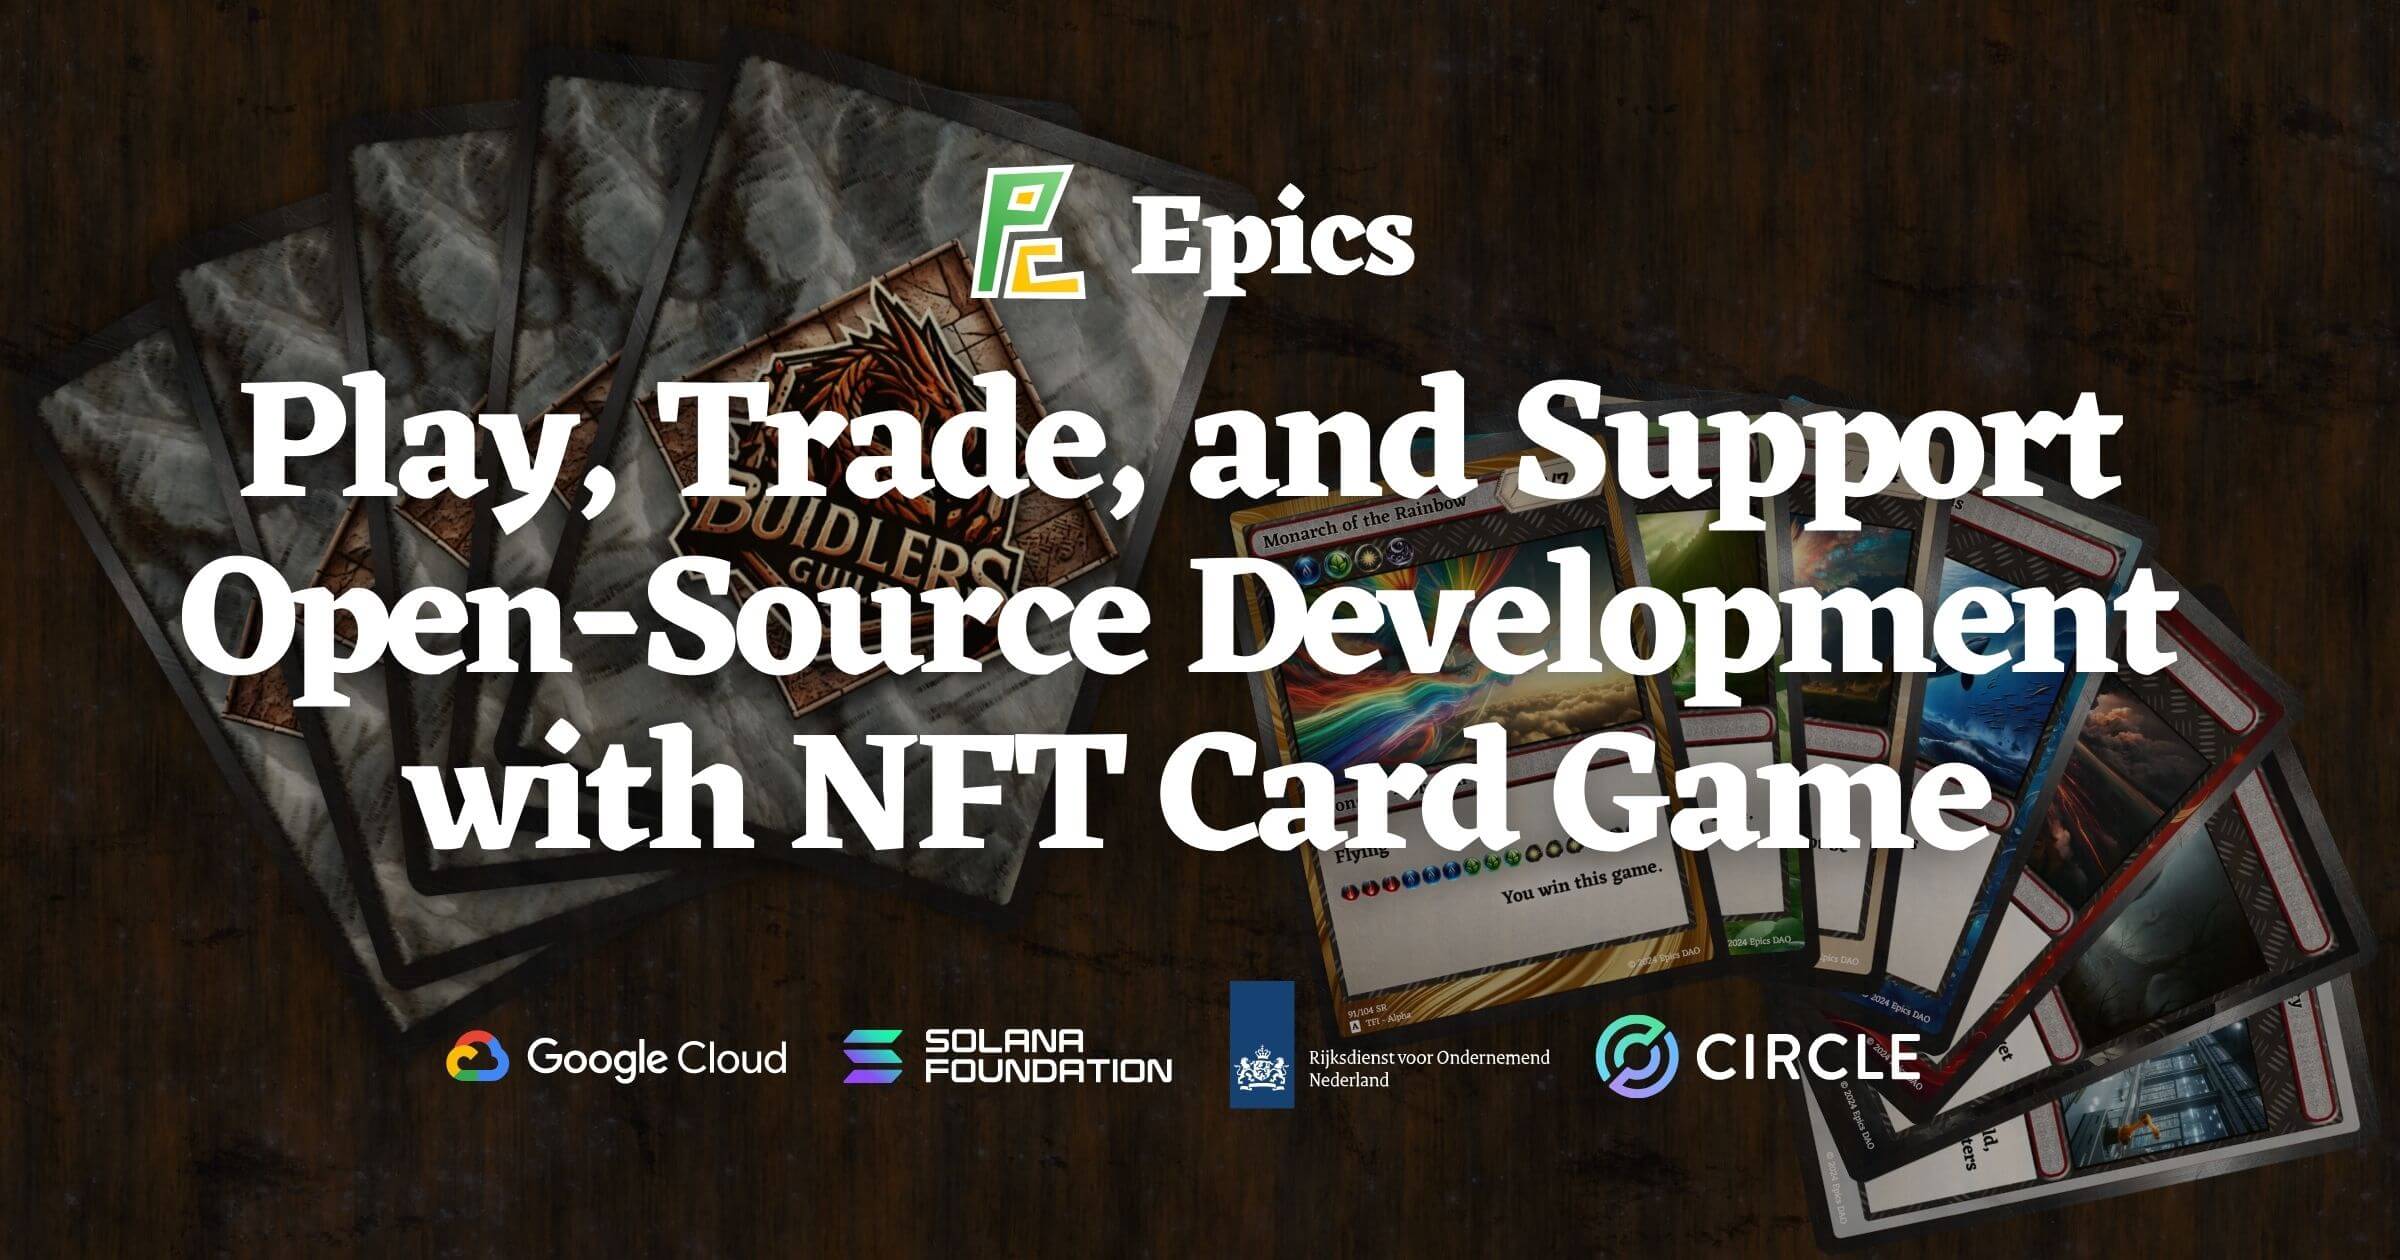 Epics
Play, Trade, and Support
Open-Source Development
with NFT Card Game
BUIDLERS
Monarch of the Rainbow
Flying
You win this game.
© 2024 Epics DAO
91/104 SR
A TFI - Alpha
2024 Epics DAO
Epics DAO
© 2024 Epics DAO
© 2024 Epics DAO
© 2024 Epics DAO
Google Cloud
SOLANA
FOUNDATION
Rijksdienst voor Ondernemend
Nederland
CIRCLE